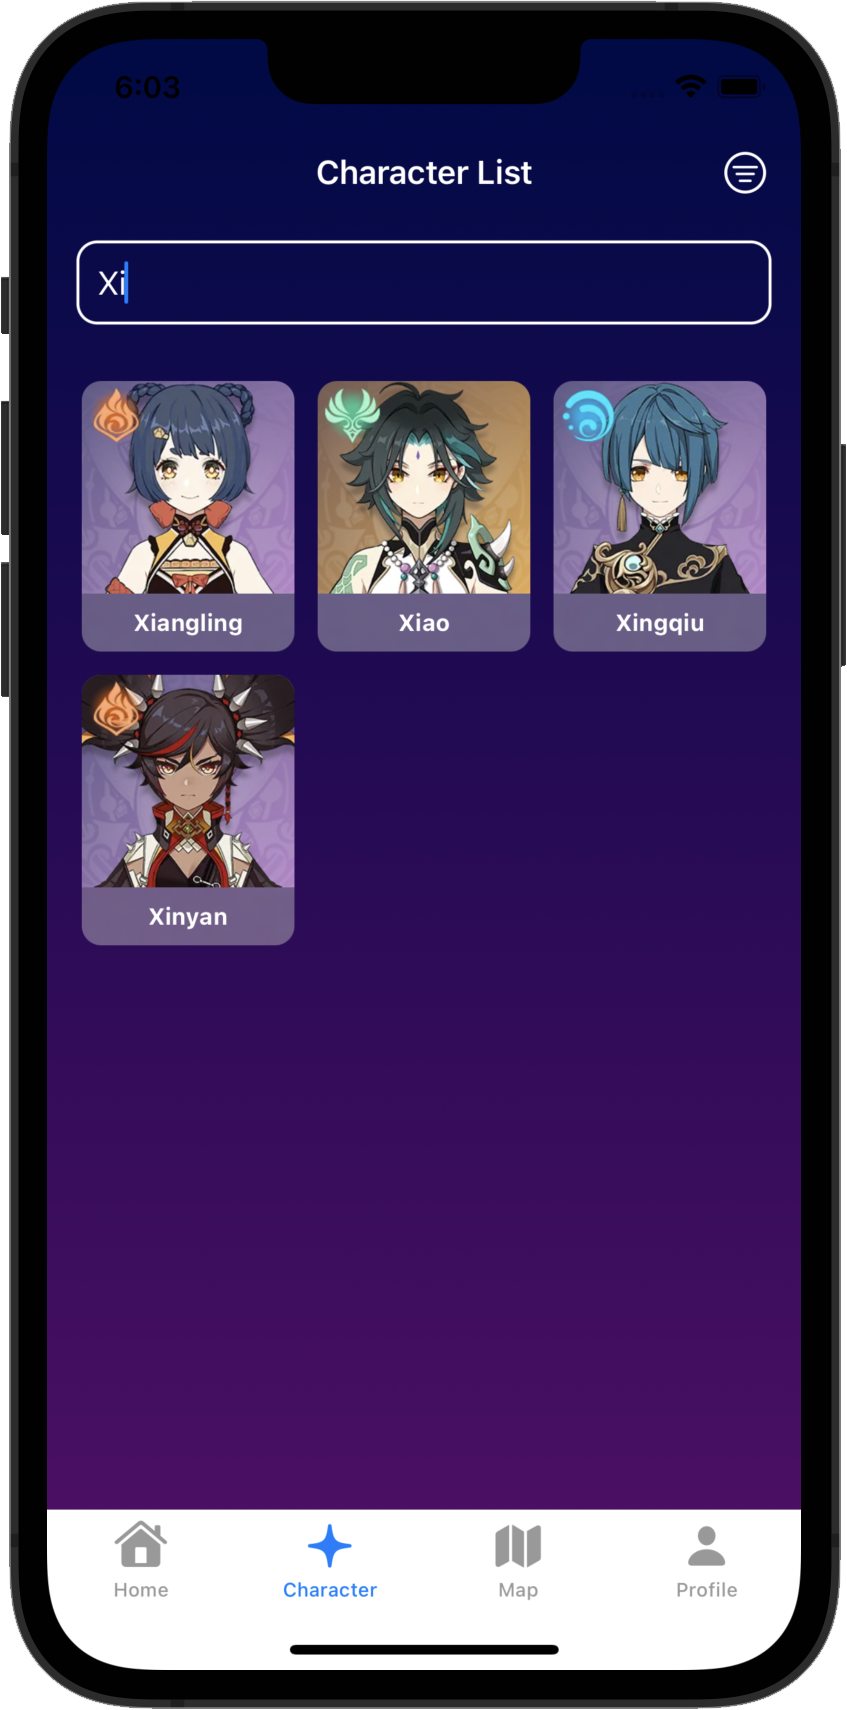 6:03
Character List
Xi
Xiangling
Xiao
Xingqiu
Xinyan
Home
Character
Map
Profile